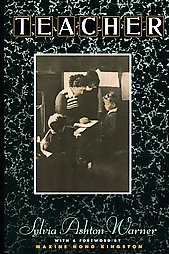 TEACHER
Sylvia Ashton Warner
WITH A FOREWORD BY
MAXINE HONG KINGSTON